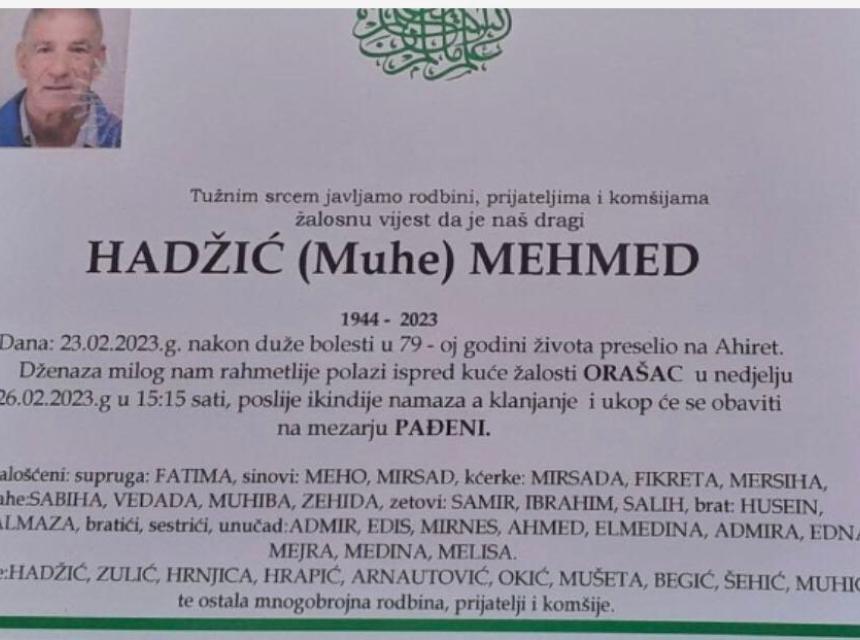 Tužnim srcem javljamo rodbini, prijateljima i komšijama
žalosnu vijest da je naš dragi
HADŽIĆ (Muhe) MEHMED
1944 - 2023
Dana: 23.02.2023.g. nakon duže bolesti u 79 - oj godini života preselio na Ahiret.
Dženaza milog nam rahmetlije polazi ispred kuće žalosti ORAŠAC u nedjelju
26.02.2023.g u 15:15 sati, poslije ikindije namaza a klanjanje i ukop će se obaviti
na mezarju PAĐENI.
alošćeni: supruga: FATIMA, sinovi: MEHO, MIRSAD, kćerke: MIRSADA, FIKRETA, MERSIHA,
ahe:SABIHA, VEDADA, MUHIBA, ZEHIDA, zetovi: SAMIR, IBRAHIM, SALIH, brat: HUSEIN,
ALMAZA, bratići, sestrići, unučad:ADMIR, EDIS, MIRNES, AHMED, ELMEDINA, ADMIRA, EDNA
MEJRA, MEDINA, MELISA.
e:HADŽIĆ, ZULIĆ, HRNJICA, HRAPIĆ, ARNAUTOVIĆ, OKIĆ, MUŠETA, BEGIĆ, ŠEHIĆ, MUHIĆ
te ostala mnogobrojna rodbina, prijatelji i komšije.